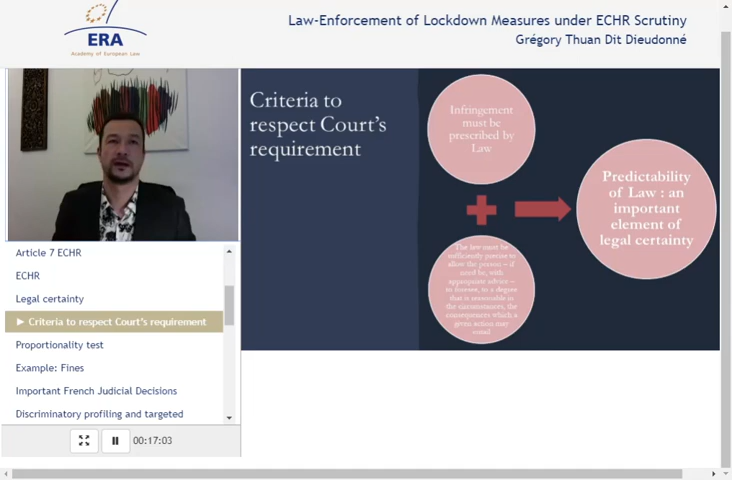 ERA
Academy of European Law
Law-Enforcement of Lockdown Measures under ECHR Scrutiny
Grégory Thuan Dit Dieudonné
Criteria to
respect Court's
requirement
Infringement
must be
prescribed by
Law
The law must be
sufficiently precise to
allow the person – if
need be, with
appropriate advice –
to foresee, to a degree
that is reasonable in
the circumstances, the
consequences which a
given action may
entail
Predictability
of Law : an
important
element of
legal certainty
Article 7 ECHR
ECHR
Legal certainty
► Criteria to respect Court's requirement
Proportionality test
Example: Fines
Important French Judicial Decisions
Discriminatory profiling and targeted
00:17:03